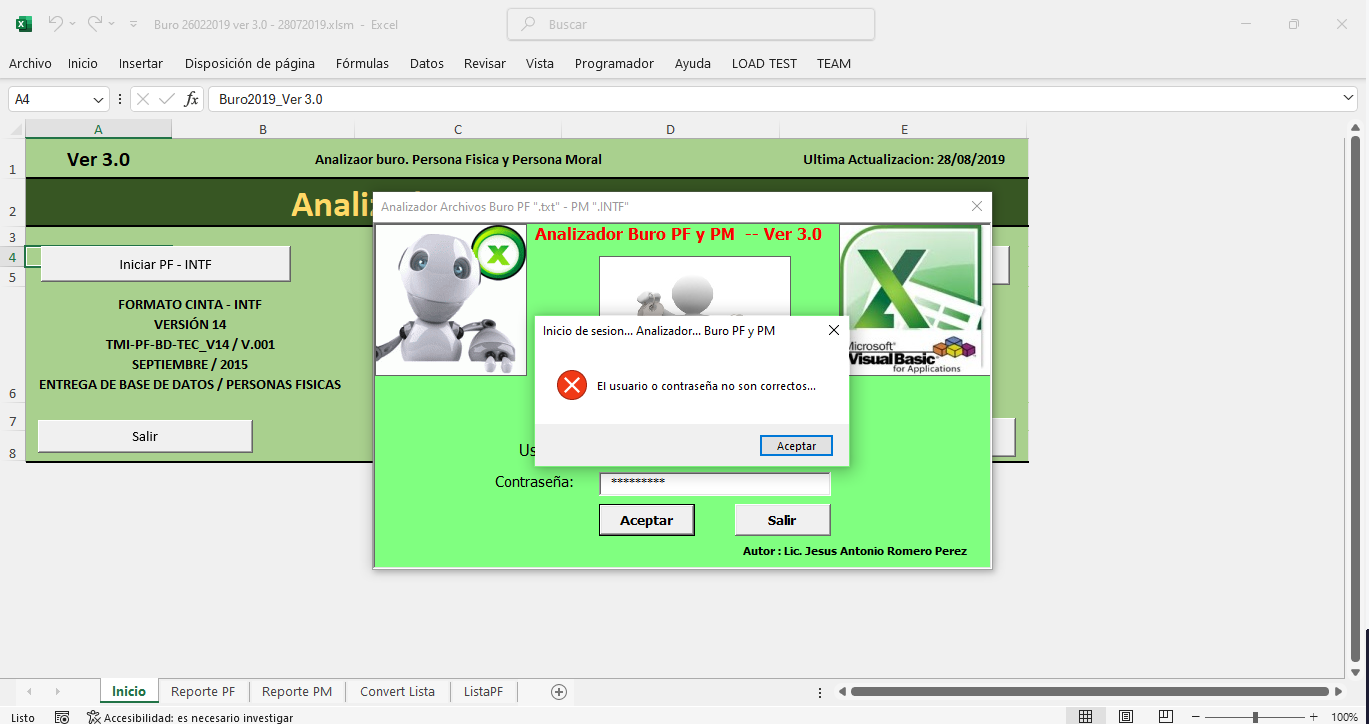 Buro 26022019 ver 3.0 - 28072019.xlsm - Excel
Buscar
Archivo Inicio Insertar Disposición de página Fórmulas Datos Revisar Vista Programador Ayuda LOAD TEST TEAM
A4 fx Buro2019_Ver 3.0
A B C D E
1 Ver 3.0 Analizaor buro. Persona Fisica y Persona Moral Ultima Actualizacion: 28/08/2019
2
3
4
5
6
7
8
Iniciar PF - INTF
FORMATO CINTA - INTF
VERSIÓN 14
TMI-PF-BD-TEC_V14 / V.001
SEPTIEMBRE / 2015
ENTREGA DE BASE DE DATOS / PERSONAS FISICAS
Salir
Analizador Archivos Buro PF ".txt" - PM ".INTF"
Analizador Buro PF y PM -- Ver 3.0
X
Microsoft
Visual Basic
for Applications
Inicio de sesion... Analizador... Buro PF y PM
El usuario o contraseña no son correctos...
Aceptar
Contraseña: *********
Aceptar Salir
Autor : Lic. Jesus Antonio Romero Perez
Inicio Reporte PF Reporte PM Convert Lista ListaPF
Listo Accesibilidad: es necesario investigar 100%